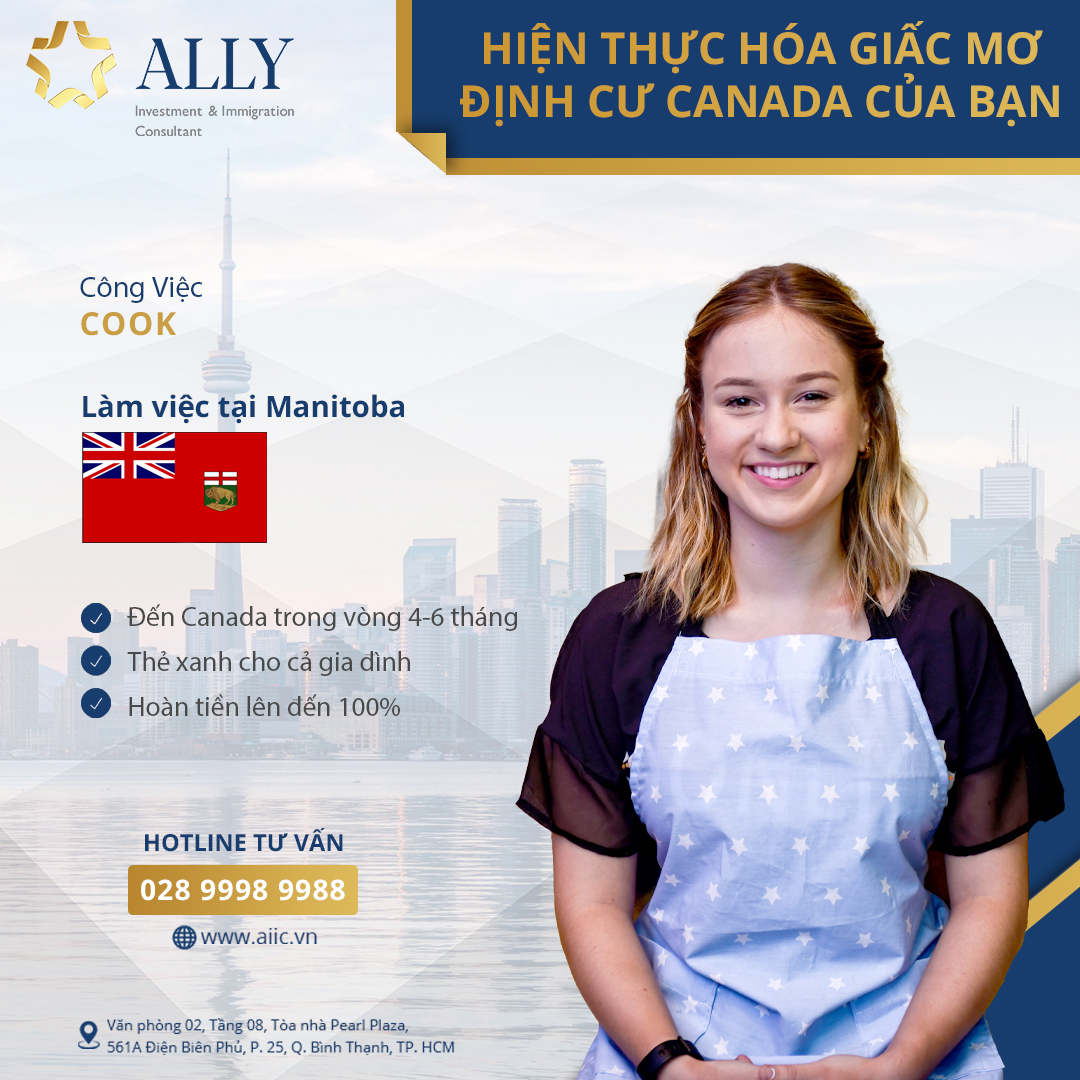 ALLY
Investment & Immigration
Consultant
HIỆN THỰC HÓA GIẤC MƠ
ĐỊNH CƯ CANADA CỦA BẠN
Công Việc
COOK
Làm việc tại Manitoba
Đến Canada trong vòng 4-6 tháng
Thẻ xanh cho cả gia đình
Hoàn tiền lên đến 100%
HOTLINE TƯ VẤN
028 9998 9988
www.aiic.vn
Văn phòng 02, Tầng 08, Tòa nhà Pearl Plaza,
561A Điện Biên Phủ, P. 25, Q. Bình Thạnh, TP. HCM